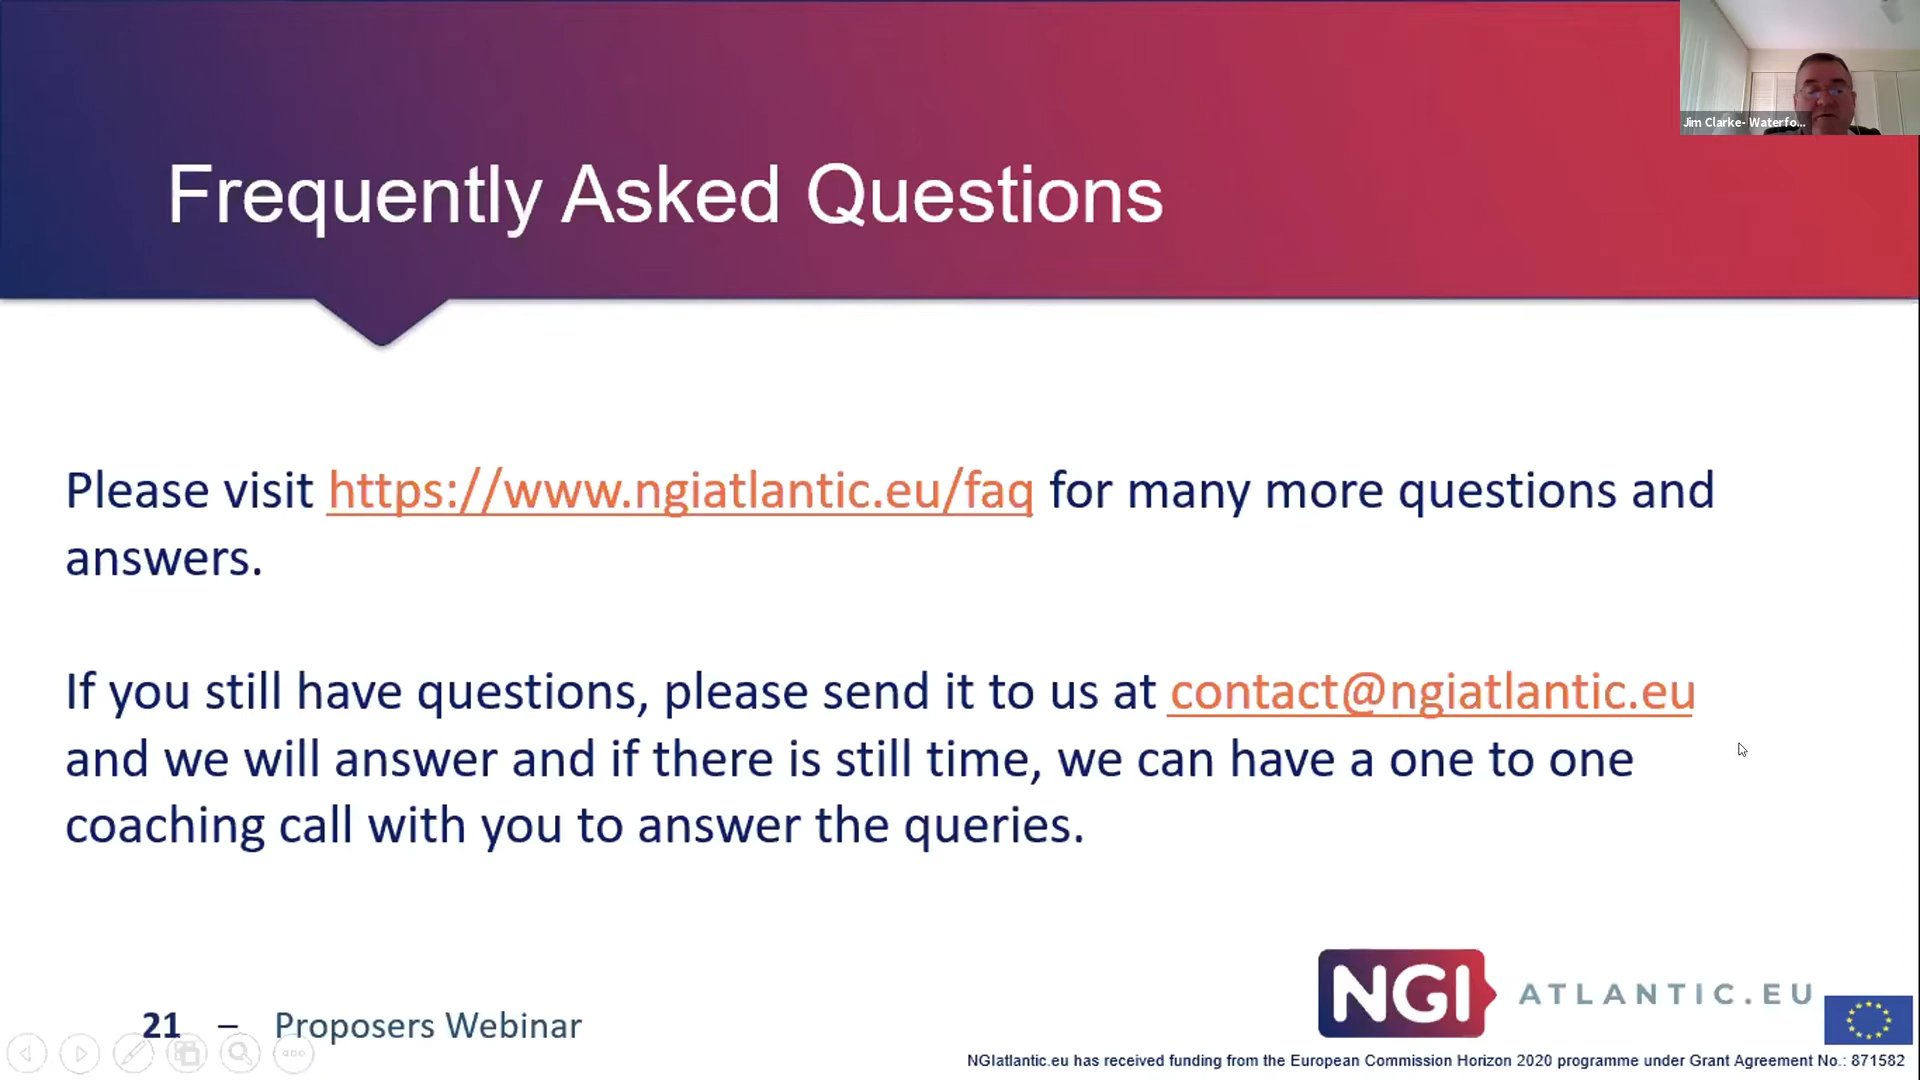 Jim Clarke- Waterfo...
Frequently Asked Questions
Please visit https://www.ngiatlantic.eu/faq for many more questions and
answers.
If you still have questions, please send it to us at contact@ngiatlantic.eu
and we will answer and if there is still time, we can have a one to one
coaching call with you to answer the queries.
NGI ATLANTIC.EU
21 – Proposers Webinar
NGIatlantic.eu has received funding from the European Commission Horizon 2020 programme under Grant Agreement No.: 871582